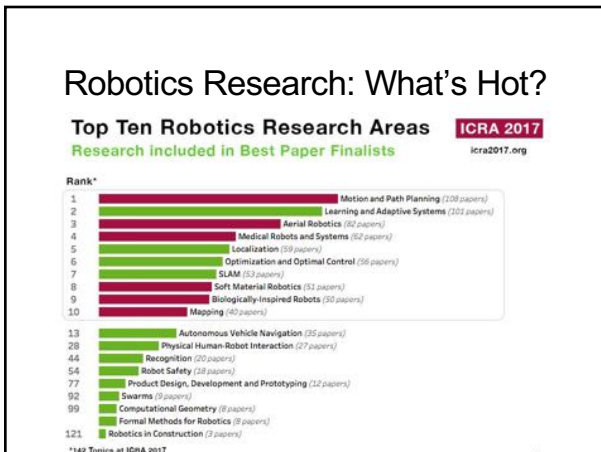 Robotics Research: What's Hot?
Top Ten Robotics Research Areas
ICRA 2017
Research included in Best Paper Finalists
icra2017.org
Rank*
1 Motion and Path Planning (108 papers)
2 Learning and Adaptive Systems (101 papers)
3 Aerial Robotics (82 papers)
4 Medical Robots and Systems (62 papers)
5 Localization (59 papers)
6 Optimization and Optimal Control (56 papers)
7 SLAM (53 papers)
8 Soft Material Robotics (51 papers)
9 Biologically-Inspired Robots (50 papers)
10 Mapping (40 papers)
13 Autonomous Vehicle Navigation (35 papers)
28 Physical Human-Robot Interaction (27 papers)
44 Recognition (20 papers)
54 Robot Safety (18 papers)
77 Product Design, Development and Prototyping (12 papers)
92 Swarms (9 papers)
99 Computational Geometry (8 papers)
Formal Methods for Robotics (8 papers)
121 Robotics in Construction (3 papers)
*142 Topics at ICRA 2017